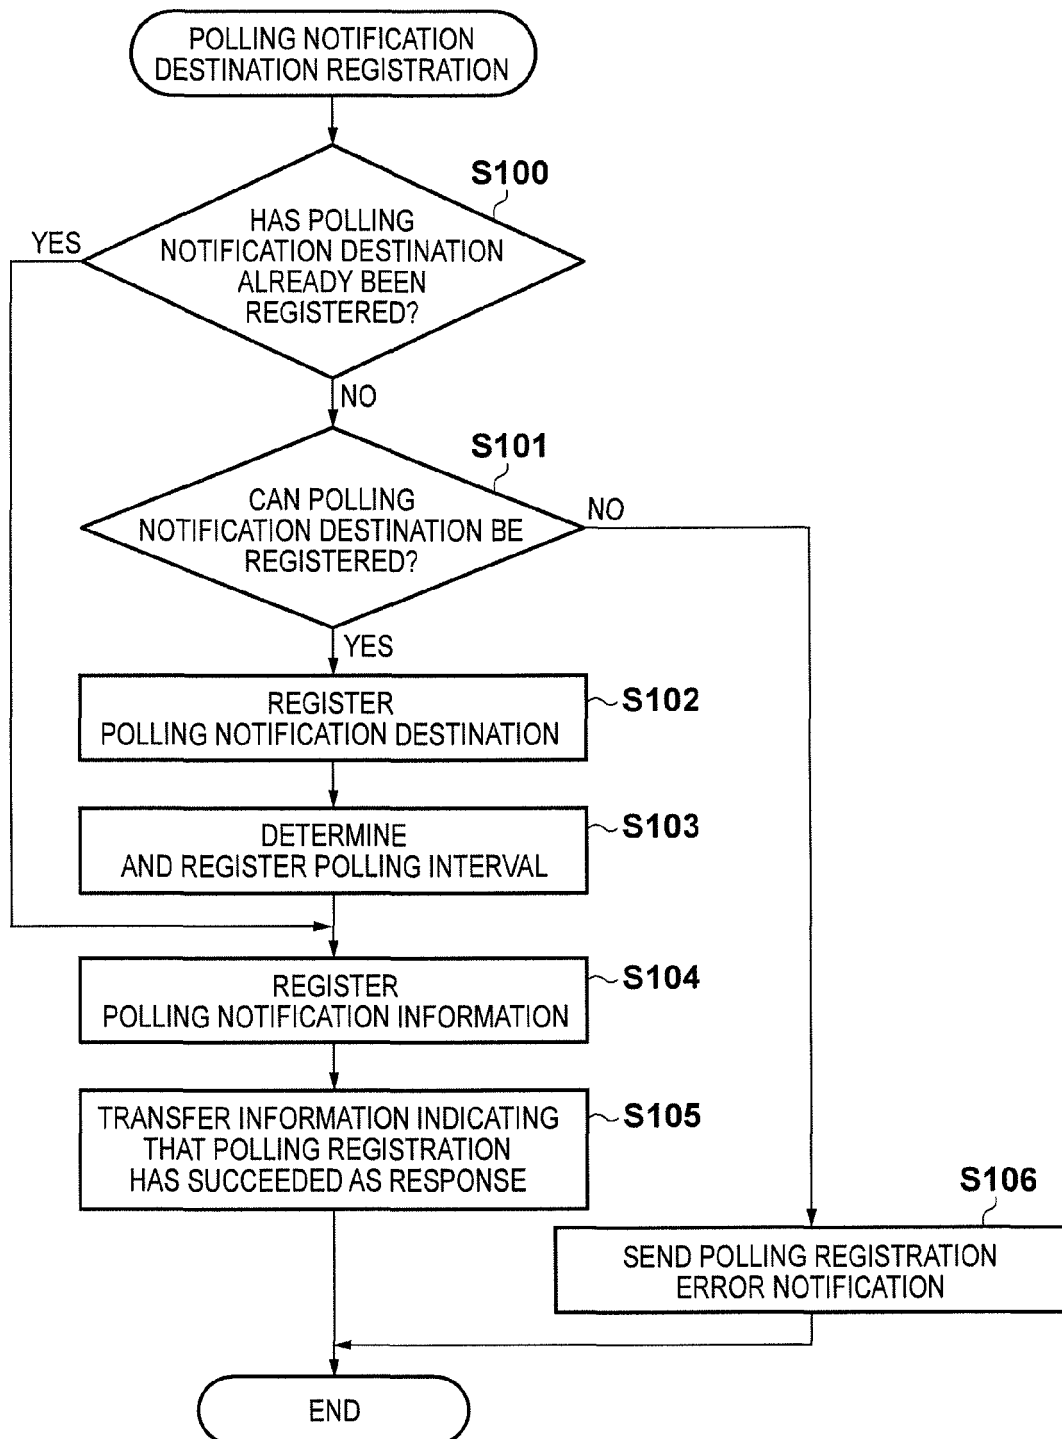 POLLING NOTIFICATION
DESTINATION REGISTRATION
S100
HAS POLLING
NOTIFICATION DESTINATION
ALREADY BEEN
REGISTERED?
YES
NO
S101
CAN POLLING
NOTIFICATION DESTINATION BE
REGISTERED?
NO
YES
REGISTER
POLLING NOTIFICATION DESTINATION
S102
DETERMINE
AND REGISTER POLLING INTERVAL
S103
REGISTER
POLLING NOTIFICATION INFORMATION
S104
TRANSFER INFORMATION INDICATING
THAT POLLING REGISTRATION
HAS SUCCEEDED AS RESPONSE
S105
S106
SEND POLLING REGISTRATION
ERROR NOTIFICATION
END